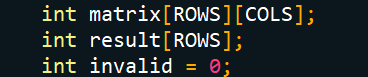 int matrix[ROWS][COLS];
int result[ROWS];
int invalid = 0;